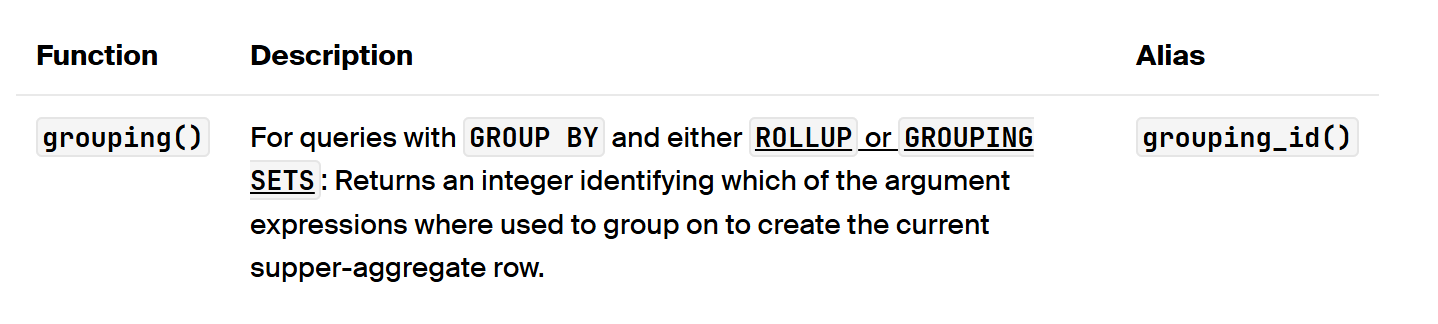 Function Description Alias
grouping() For queries with GROUP BY and either ROLLUP or GROUPING grouping_id()
SETS: Returns an integer identifying which of the argument
expressions where used to group on to create the current
supper-aggregate row.